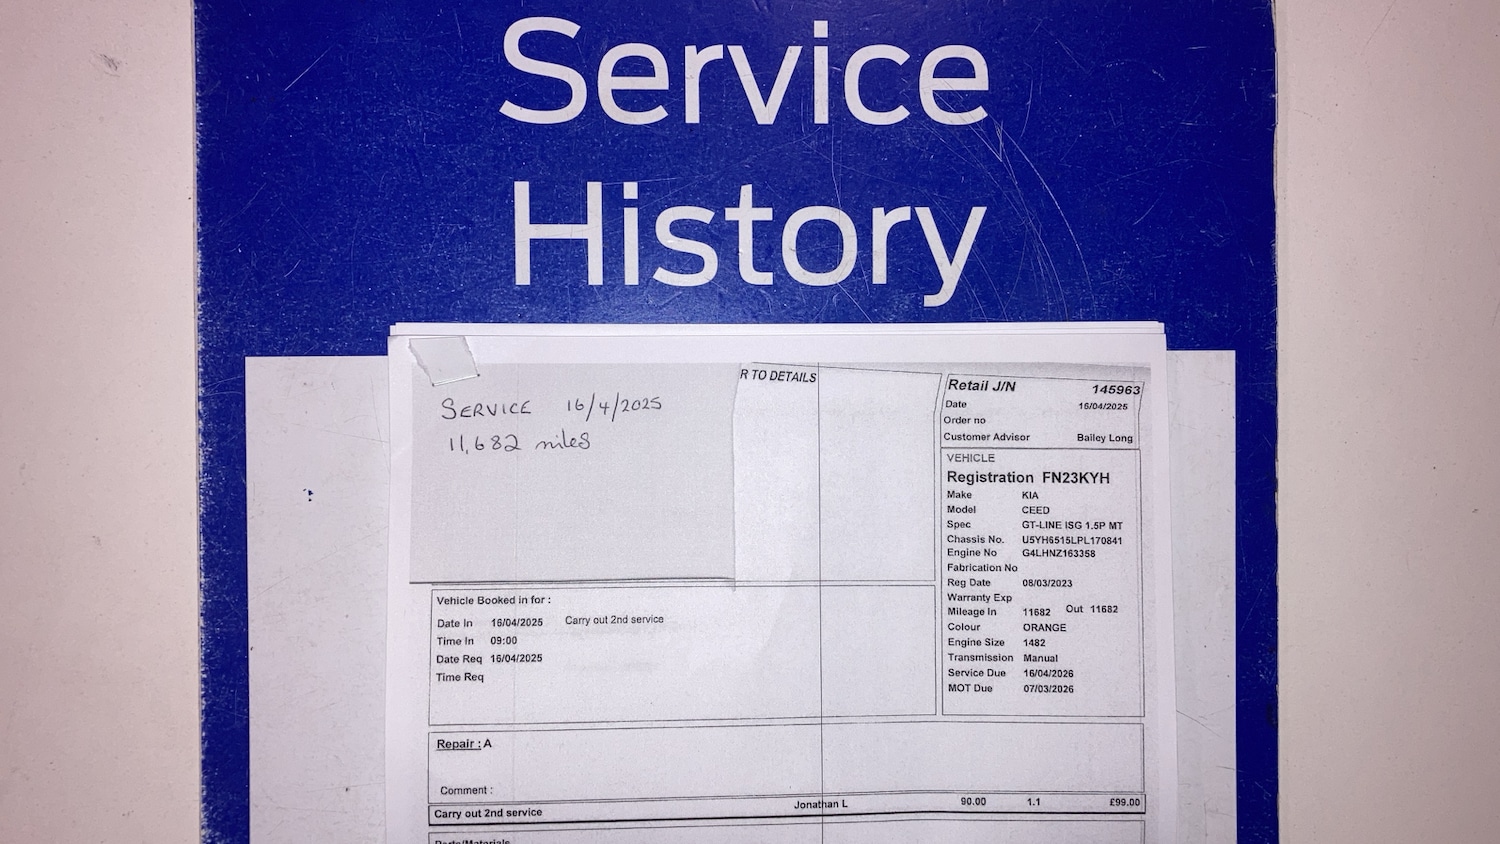 Service
History
SERVICE 16/4/2025
11,682 miles
R TO DETAILS
Retail J/N 145963
Date 16/04/2025
Order no
Customer Advisor Bailey Long
VEHICLE
Registration FN23KYH
Make KIA
Model CEED
Spec GT-LINE ISG 1.5P MT
Chassis No. U5YH6515LPL170841
Engine No G4LHNZ163358
Fabrication No
Reg Date 08/03/2023
Warranty Exp
Mileage In 11682 Out 11682
Colour ORANGE
Engine Size 1482
Transmission Manual
Service Due 16/04/2026
MOT Due 07/03/2026
Vehicle Booked in for :
Date In 16/04/2025 Carry out 2nd service
Time In 09:00
Date Req 16/04/2025
Time Req
Repair : A
Comment :
Carry out 2nd service Jonathan L 90.00 1.1 £99.00
Parts/Materials